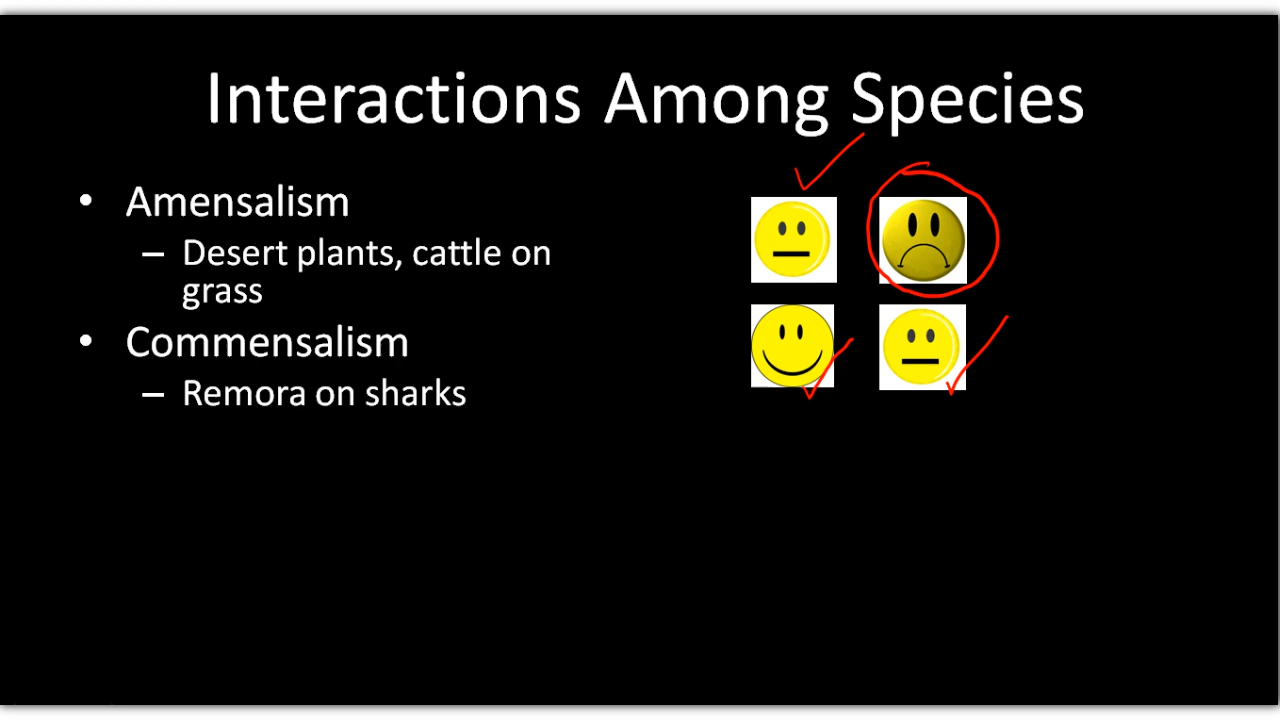 Interactions Among Species
• Amensalism
– Desert plants, cattle on
grass
• Commensalism
– Remora on sharks